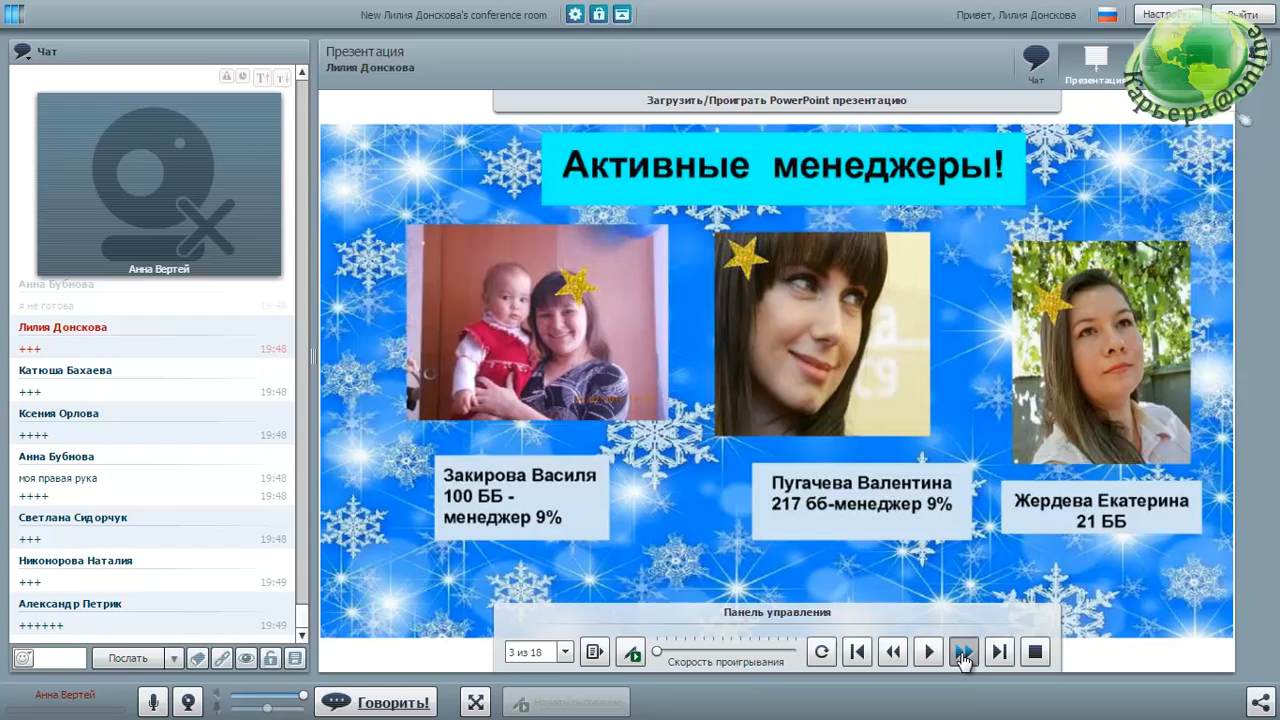 New Лилия Донскова's conference room
Привет, Лилия Донскова
Настройки
Выйти
Карьера@online
Чат
Анна Вертей
Анна Бубнова
я не готова 19:48
Лилия Донскова
+++ 19:48
Катюша Бахаева
+++ 19:48
Ксения Орлова
++++ 19:48
Анна Бубнова
моя правая рука 19:48
++++ 19:48
Светлана Сидорчук
+++ 19:48
Никонорова Наталия
+++ 19:49
Александр Петрик
++++++ 19:49
Послать
Презентация
Лилия Донскова
Чат
Презентация
Загрузить/Проиграть PowerPoint презентацию
Активные менеджеры!
Закирова Василя
100 ББ -
менеджер 9%
Пугачева Валентина
217 бб-менеджер 9%
Жердева Екатерина
21 ББ
Панель управления
3 из 18
Скорость проигрывания
Анна Вертей
Говорить!